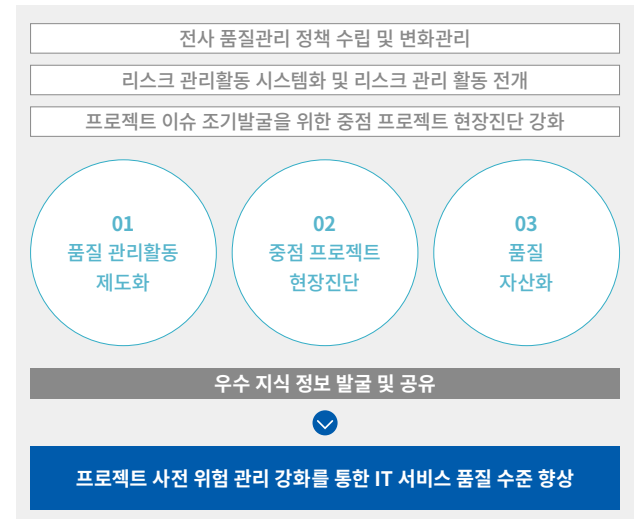 전사 품질관리 정책 수립 및 변화관리
리스크 관리활동 시스템화 및 리스크 관리 활동 전개
프로젝트 이슈 조기발굴을 위한 중점 프로젝트 현장진단 강화
01
품질 관리활동
제도화
02
중점 프로젝트
현장진단
03
품질
자산화
우수 지식 정보 발굴 및 공유
프로젝트 사전 위험 관리 강화를 통한 IT 서비스 품질 수준 향상